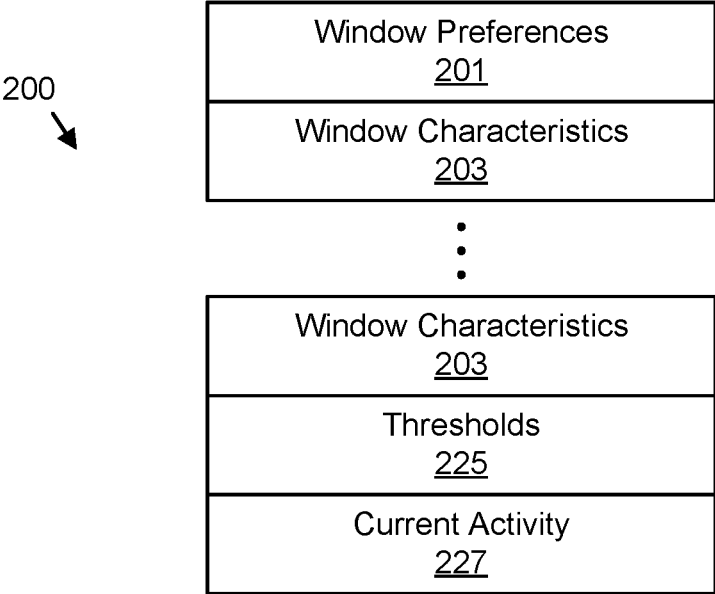 Window Preferences
201
200
Window Characteristics
203
Window Characteristics
203
Thresholds
225
Current Activity
227